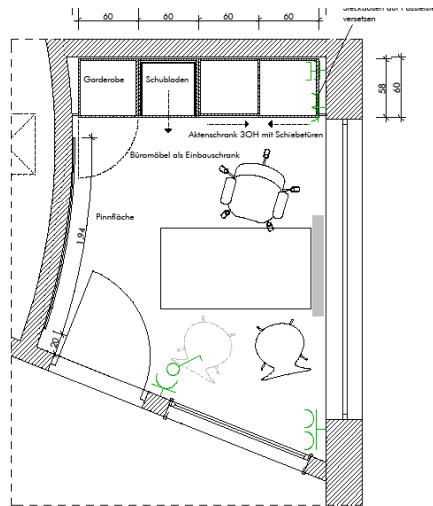 60 60 60 60
versetzen
Garderobe
Schubladen
58
60
Aktenschrank 3OH mit Schiebetüren
Büromöbel als Einbauschrank
Pinnfläche
1.94
20